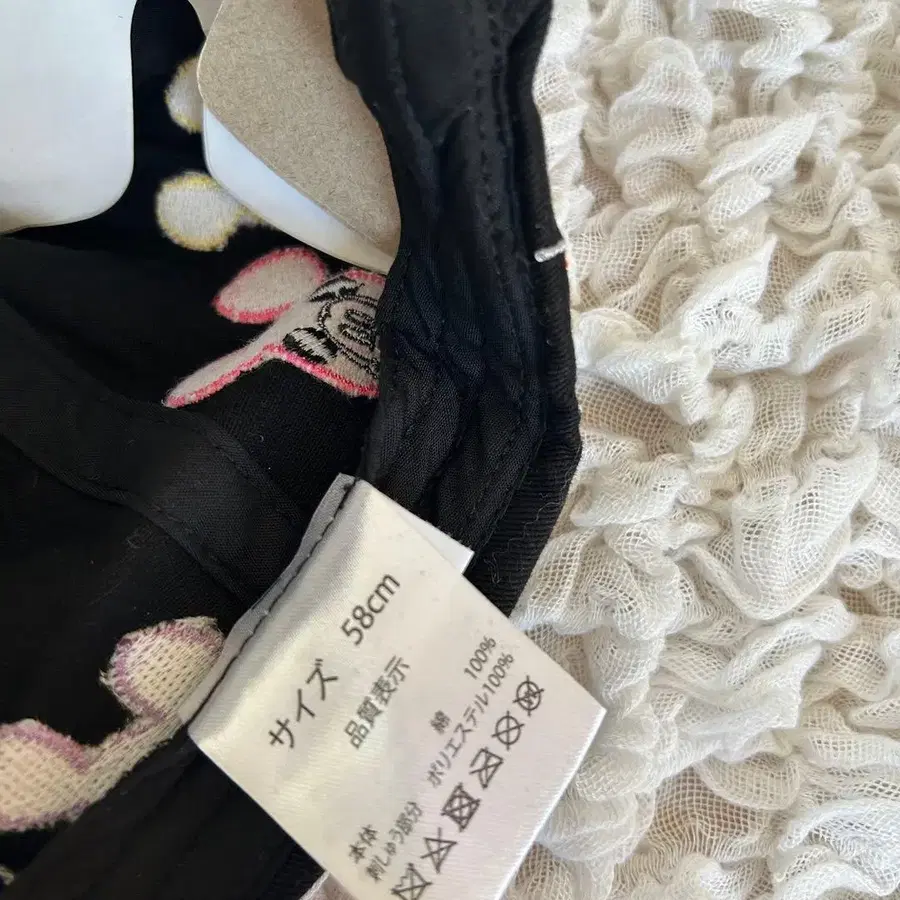 サイズ 58cm
品質表示
本体 綿 100%
刺しゅう部分 ポリエステル100%